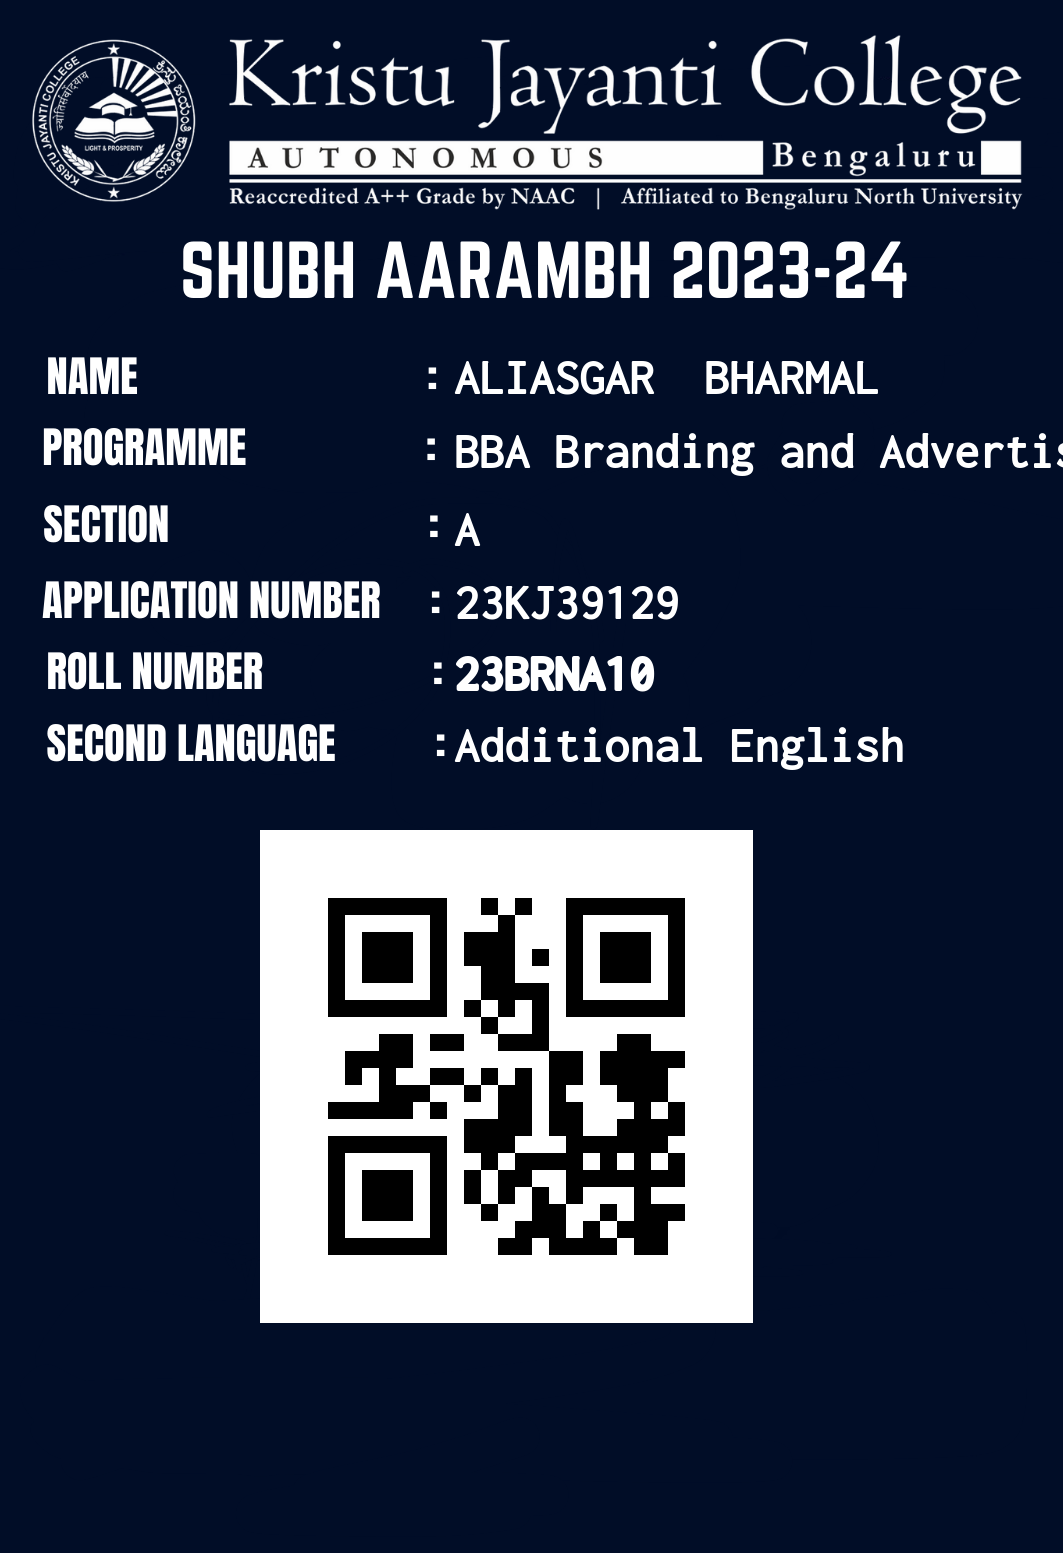 KRISTU JAYANTI COLLEGE
LIGHT & PROSPERITY
Kristu Jayanti College
AUTONOMOUS Bengaluru
Reaccredited A++ Grade by NAAC | Affiliated to Bengaluru North University
SHUBH AARAMBH 2023-24
NAME : ALIASGAR BHARMAL
PROGRAMME : BBA Branding and Advertis
SECTION : A
APPLICATION NUMBER : 23KJ39129
ROLL NUMBER : 23BRNA10
SECOND LANGUAGE : Additional English